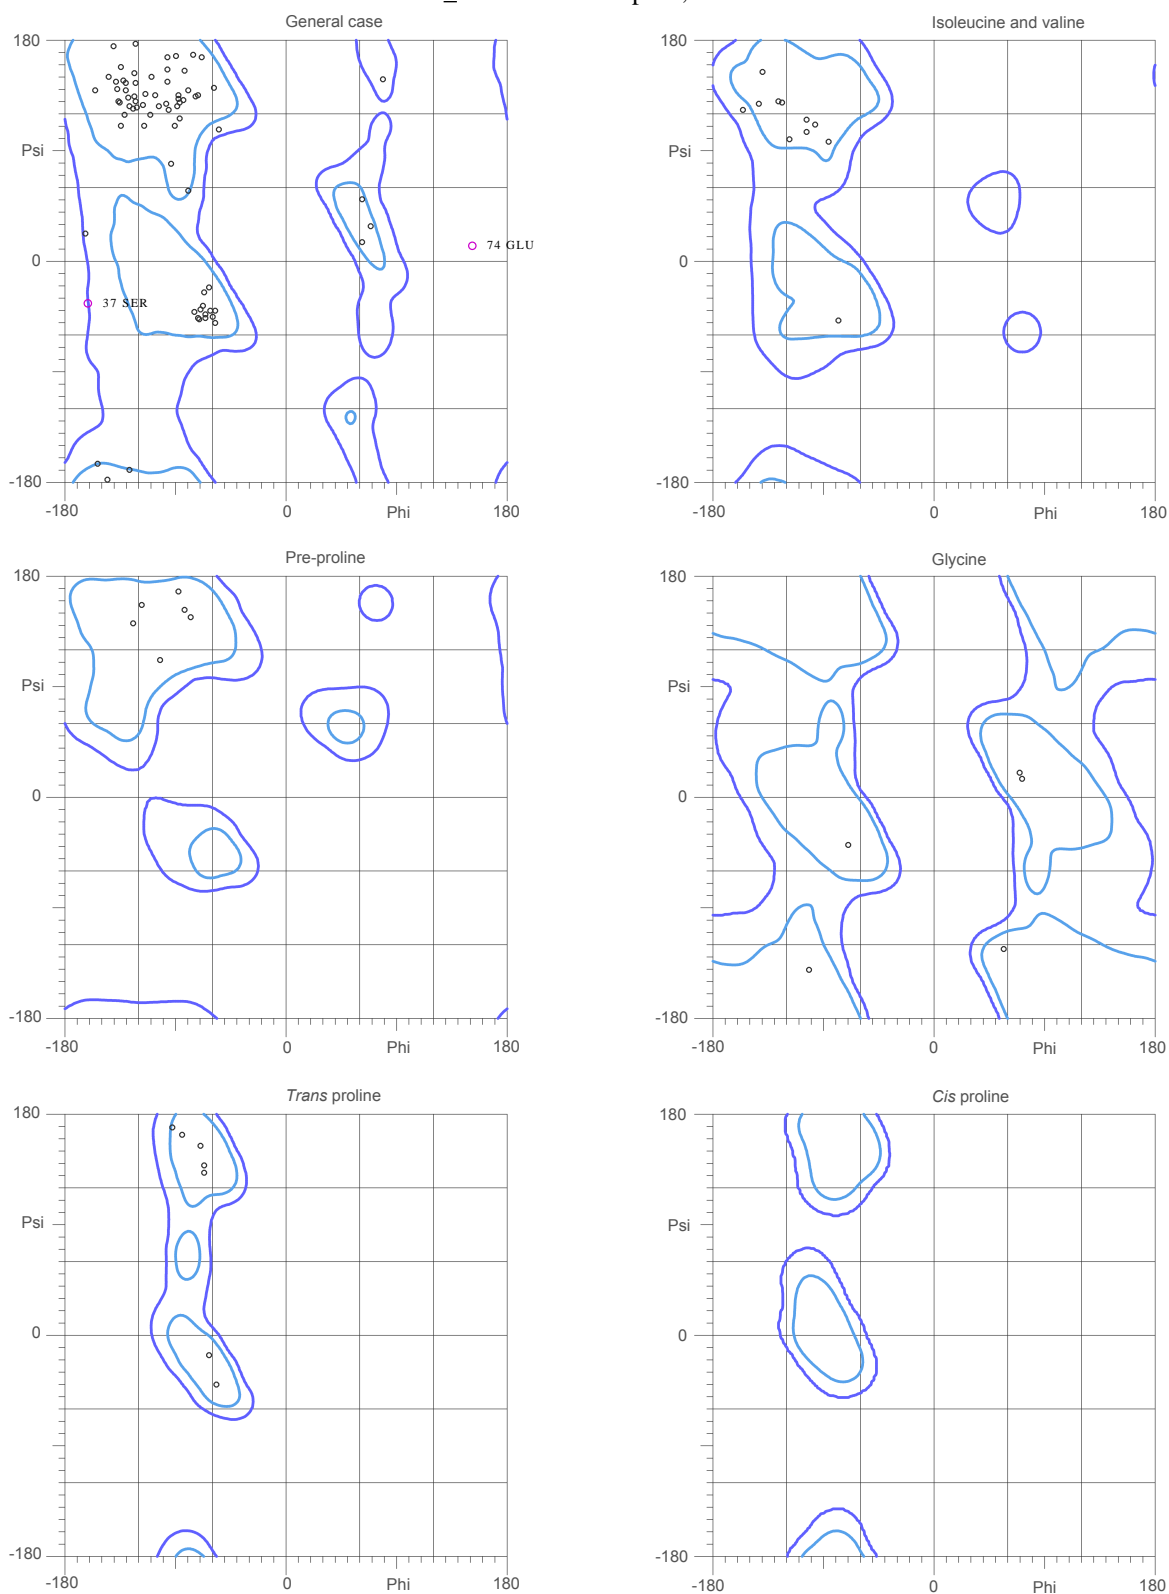 General case
180
Psi
0
-180
-180
0
Phi
180
74 GLU
37 SER
Isoleucine and valine
180
Psi
0
-180
-180
0
Phi
180
Pre-proline
180
Psi
0
-180
-180
0
Phi
180
Glycine
180
Psi
0
-180
-180
0
Phi
180
Trans proline
180
Psi
0
-180
-180
0
Phi
180
Cis proline
180
Psi
0
-180
-180
0
Phi
180